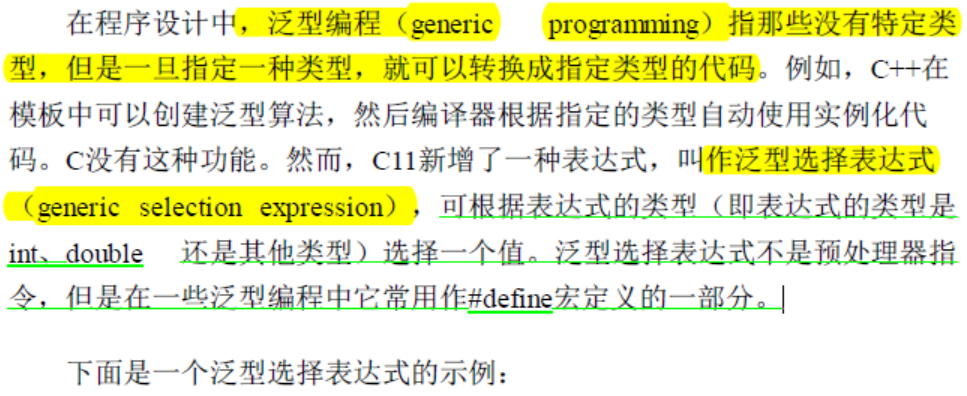 在程序设计中，泛型编程（generic programming）指那些没有特定类
型，但是一旦指定一种类型，就可以转换成指定类型的代码。例如，C++在
模板中可以创建泛型算法，然后编译器根据指定的类型自动使用实例化代
码。C没有这种功能。然而，C11新增了一种表达式，叫作泛型选择表达式
（generic selection expression），可根据表达式的类型（即表达式的类型是
int、double 还是其他类型）选择一个值。泛型选择表达式不是预处理器指
令，但是在一些泛型编程中它常用作#define宏定义的一部分。
下面是一个泛型选择表达式的示例：